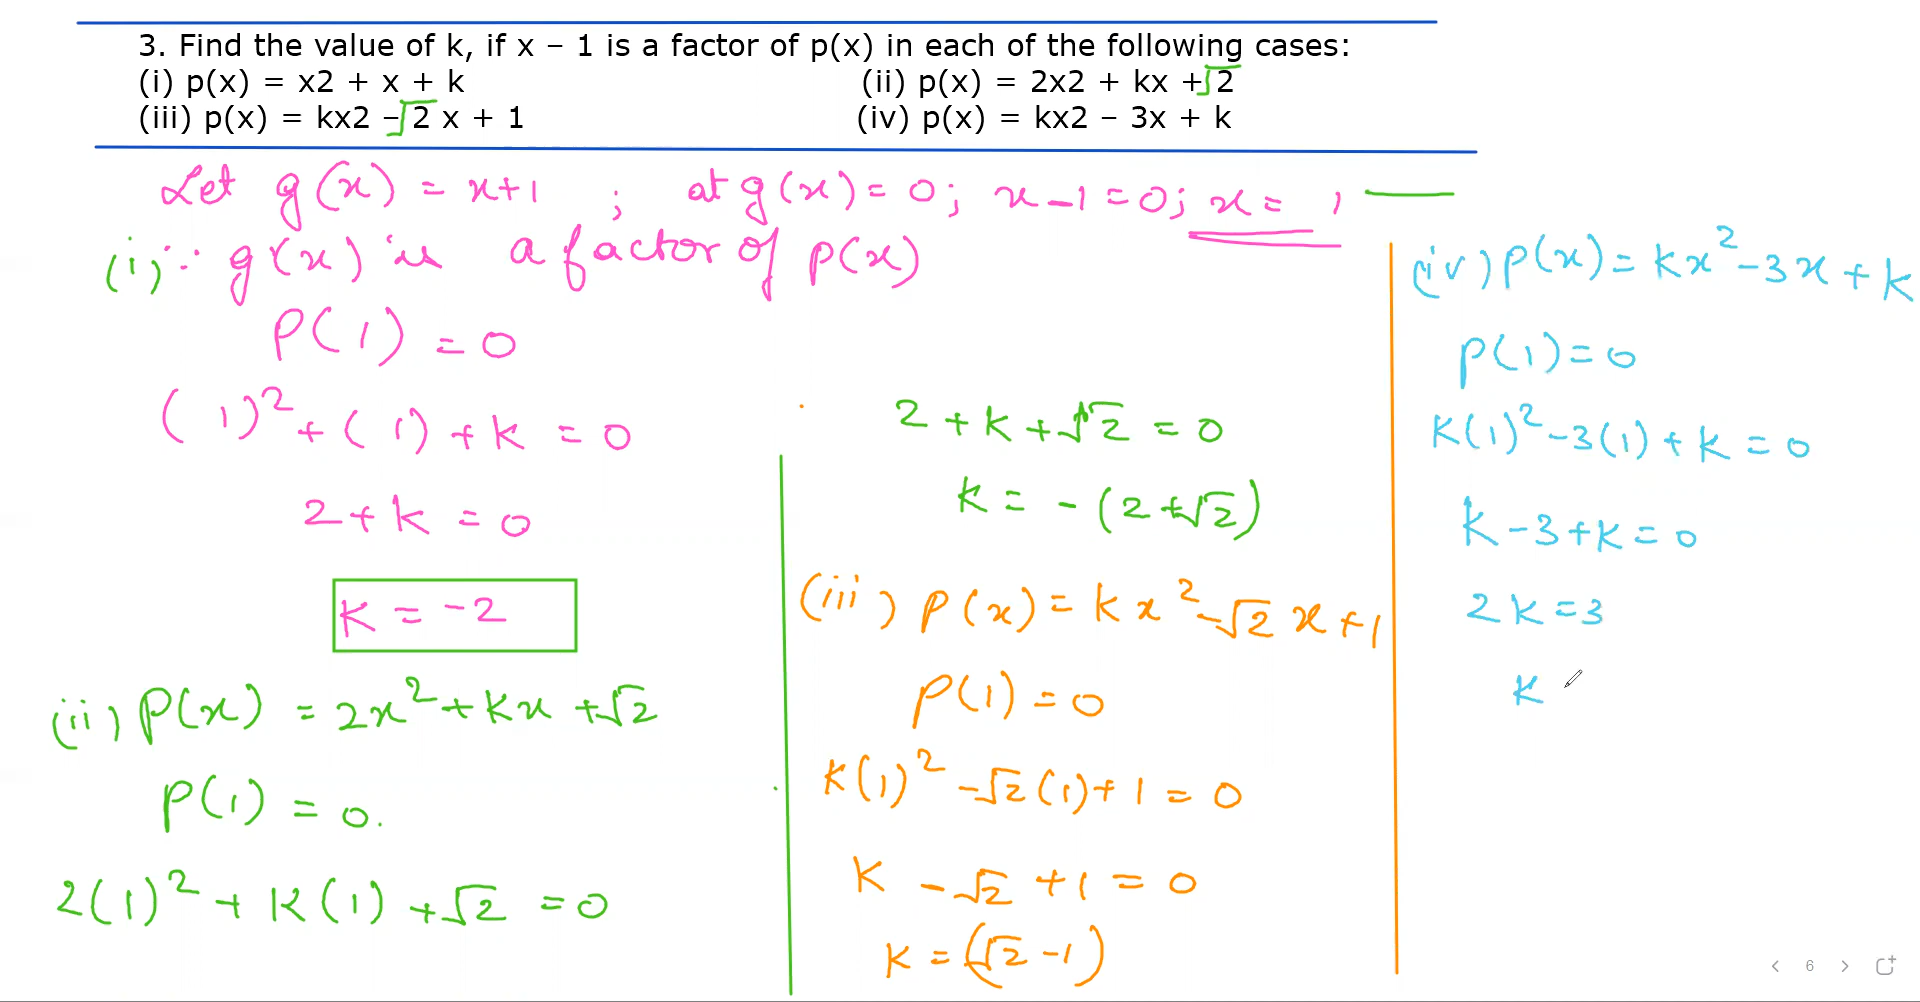 3. Find the value of k, if x – 1 is a factor of p(x) in each of the following cases:
(i) p(x) = x2 + x + k (ii) p(x) = 2x2 + kx +√2
(iii) p(x) = kx2 –√2 x + 1 (iv) p(x) = kx2 – 3x + k
Let g(x) = x+1 ; at g(x) = 0; x-1=0; x = 1
(i) ∵ g(x) is a factor of p(x)
P(1) = 0
(1)² + (1) + k = 0
2+k = 0
K = -2
(ii) P(x) = 2x²+kx+√2
P(1) = 0.
2(1)² + K(1) +√2 = 0
2+k+√2 = 0
k = -(2+√2)
(iii) P(x) = kx²-√2x+1
P(1) = 0
K(1)² -√2(1)+1 = 0
K -√2 +1 = 0
K = (√2-1)
(iv) P(x) = kx²-3x+k
P(1)=0
K(1)²-3(1)+k=0
k-3+k=0
2k=3
K
6